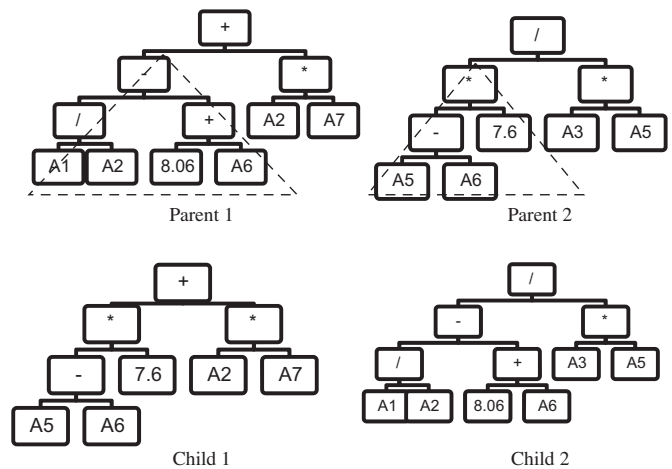 +
/
-
*
*
*
/
+
A2
A7
-
7.6
A3
A5
A1
A2
8.06
A6
A5
A6
Parent 1
Parent 2
+
/
*
*
-
*
-
7.6
A2
A7
/
+
A3
A5
A5
A6
A1
A2
8.06
A6
Child 1
Child 2